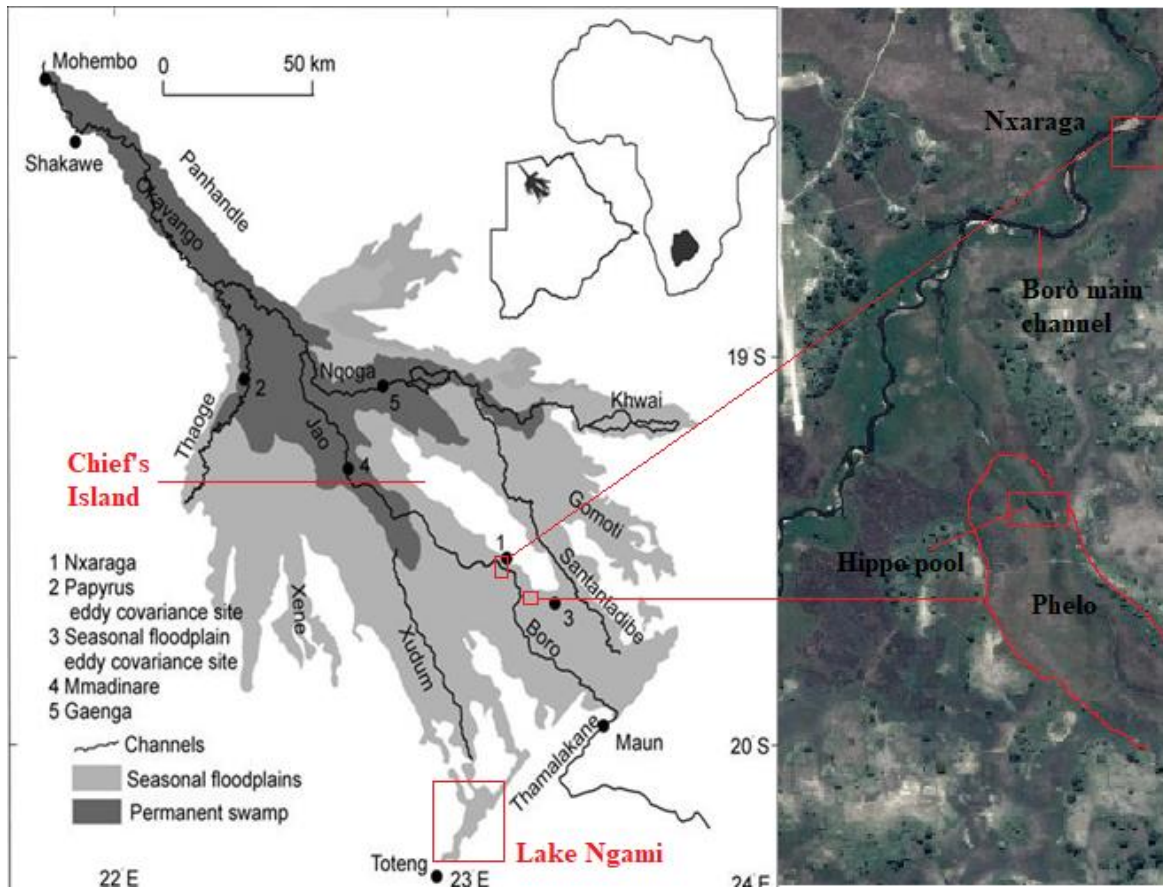 Mohembo
0 50 km
Shakawe
Panhandle
Okavango
19 S
Nqoga
2
5
Khwai
Thaoge
Jao
Chief's
Island
4
Gomoti
1
Santantadibe
3
Xene
Xudum
Boro
1 Nxaraga
2 Papyrus
eddy covariance site
3 Seasonal floodplain
eddy covariance site
4 Mmadinare
5 Gaenga
Channels
Seasonal floodplains
Permanent swamp
Maun
20 S
Thamalakane
Toteng
Lake Ngami
22 E
23 E
24 E
Nxaraga
Boro main
channel
Hippo pool
Phelo